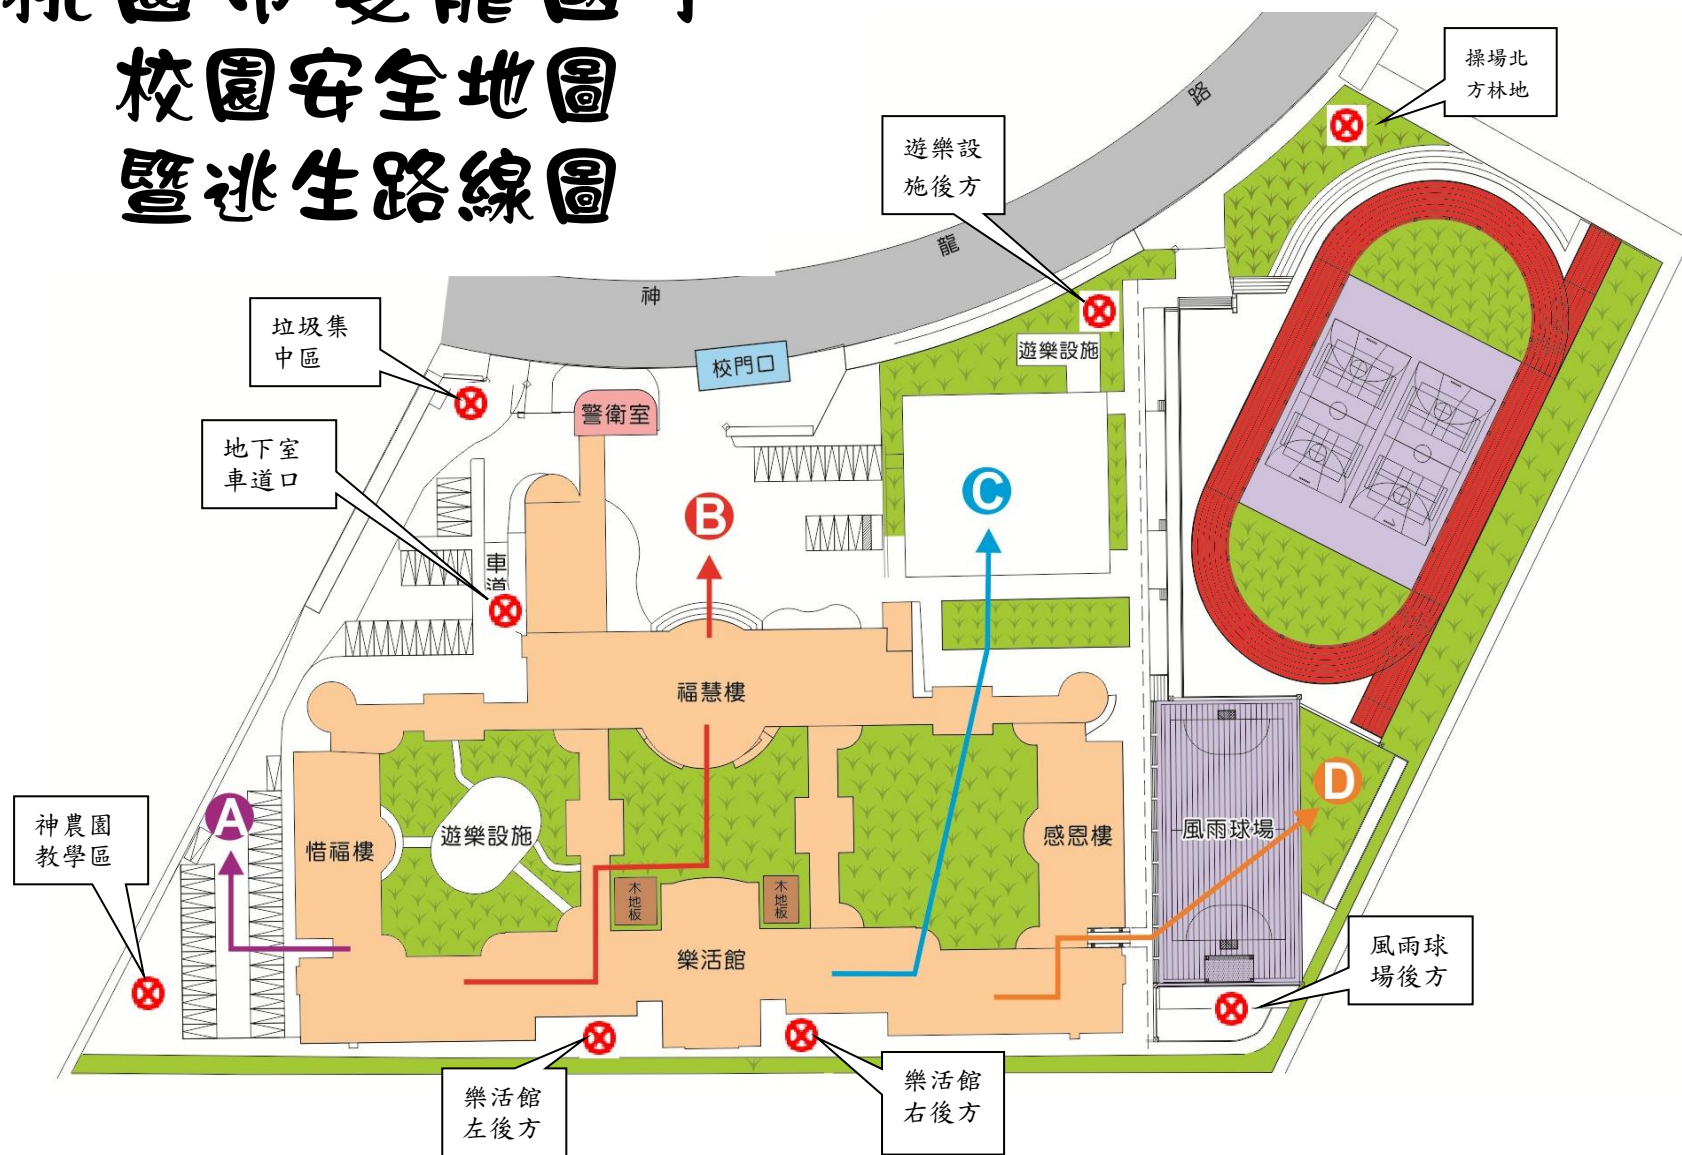 校園安全地圖
暨逃生路線圖
操場北
方林地
路
遊樂設
施後方
龍
神
垃圾集
中區
校門口
遊樂設施
警衛室
地下室
車道口
C
B
車道
福慧樓
D
A
神農園
教學區
惜福樓
遊樂設施
感恩樓
風雨球場
木地板
木地板
樂活館
風雨球
場後方
樂活館
左後方
樂活館
右後方